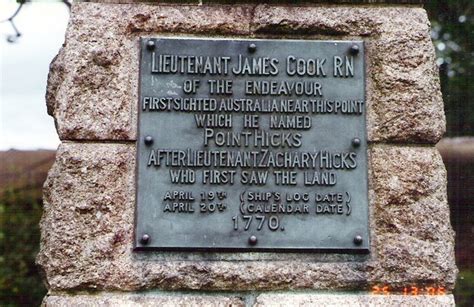 LIEUTENANT JAMES COOK RN
OF THE ENDEAVOUR
FIRST SIGHTED AUSTRALIA NEAR THIS POINT
WHICH HE NAMED
POINT HICKS
AFTER LIEUTENANT ZACHARY HICKS
WHO FIRST SAW THE LAND
APRIL 19TH (SHIP'S LOG DATE)
APRIL 20TH (CALENDAR DATE)
1770.